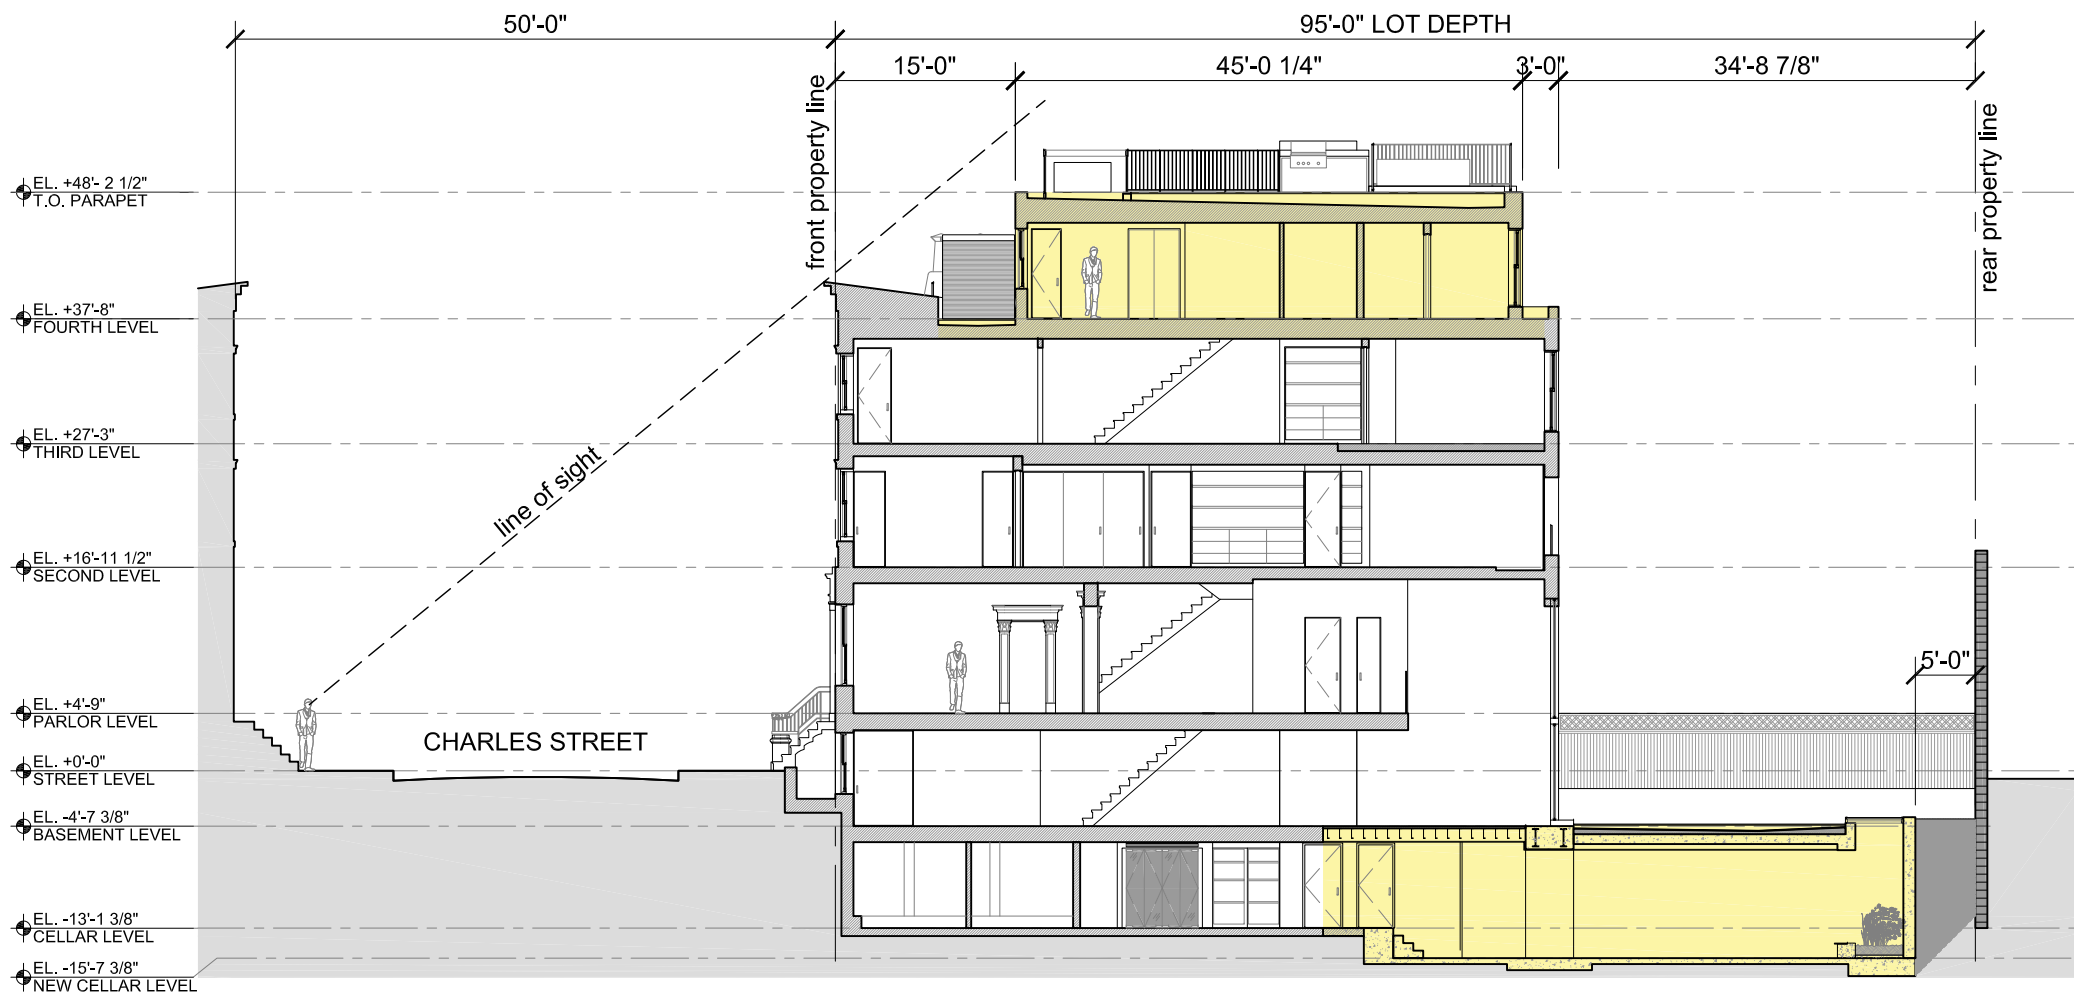 50'-0"
95'-0" LOT DEPTH
15'-0"
45'-0 1/4"
3'-0"
34'-8 7/8"
front property line
rear property line
EL. +48'- 2 1/2"
T.O. PARAPET
EL. +37'-8"
FOURTH LEVEL
EL. +27'-3"
THIRD LEVEL
line of sight
EL. +16'-11 1/2"
SECOND LEVEL
5'-0"
EL. +4'-9"
PARLOR LEVEL
CHARLES STREET
EL. +0'-0"
STREET LEVEL
EL. -4'-7 3/8"
BASEMENT LEVEL
EL. -13'-1 3/8"
CELLAR LEVEL
EL. -15'-7 3/8"
NEW CELLAR LEVEL